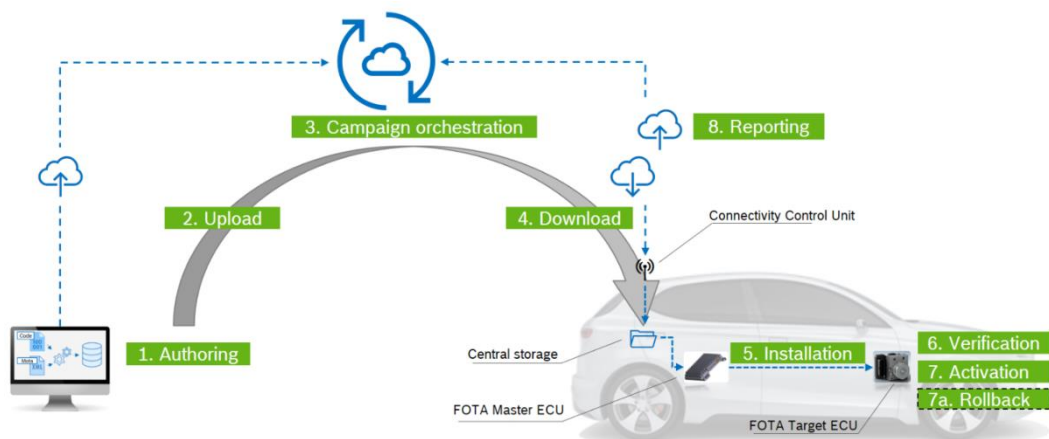 3. Campaign orchestration
8. Reporting
2. Upload
4. Download
Connectivity Control Unit
Code
Meta
1. Authoring
Central storage
5. Installation
6. Verification
7. Activation
7a. Rollback
FOTA Master ECU
FOTA Target ECU